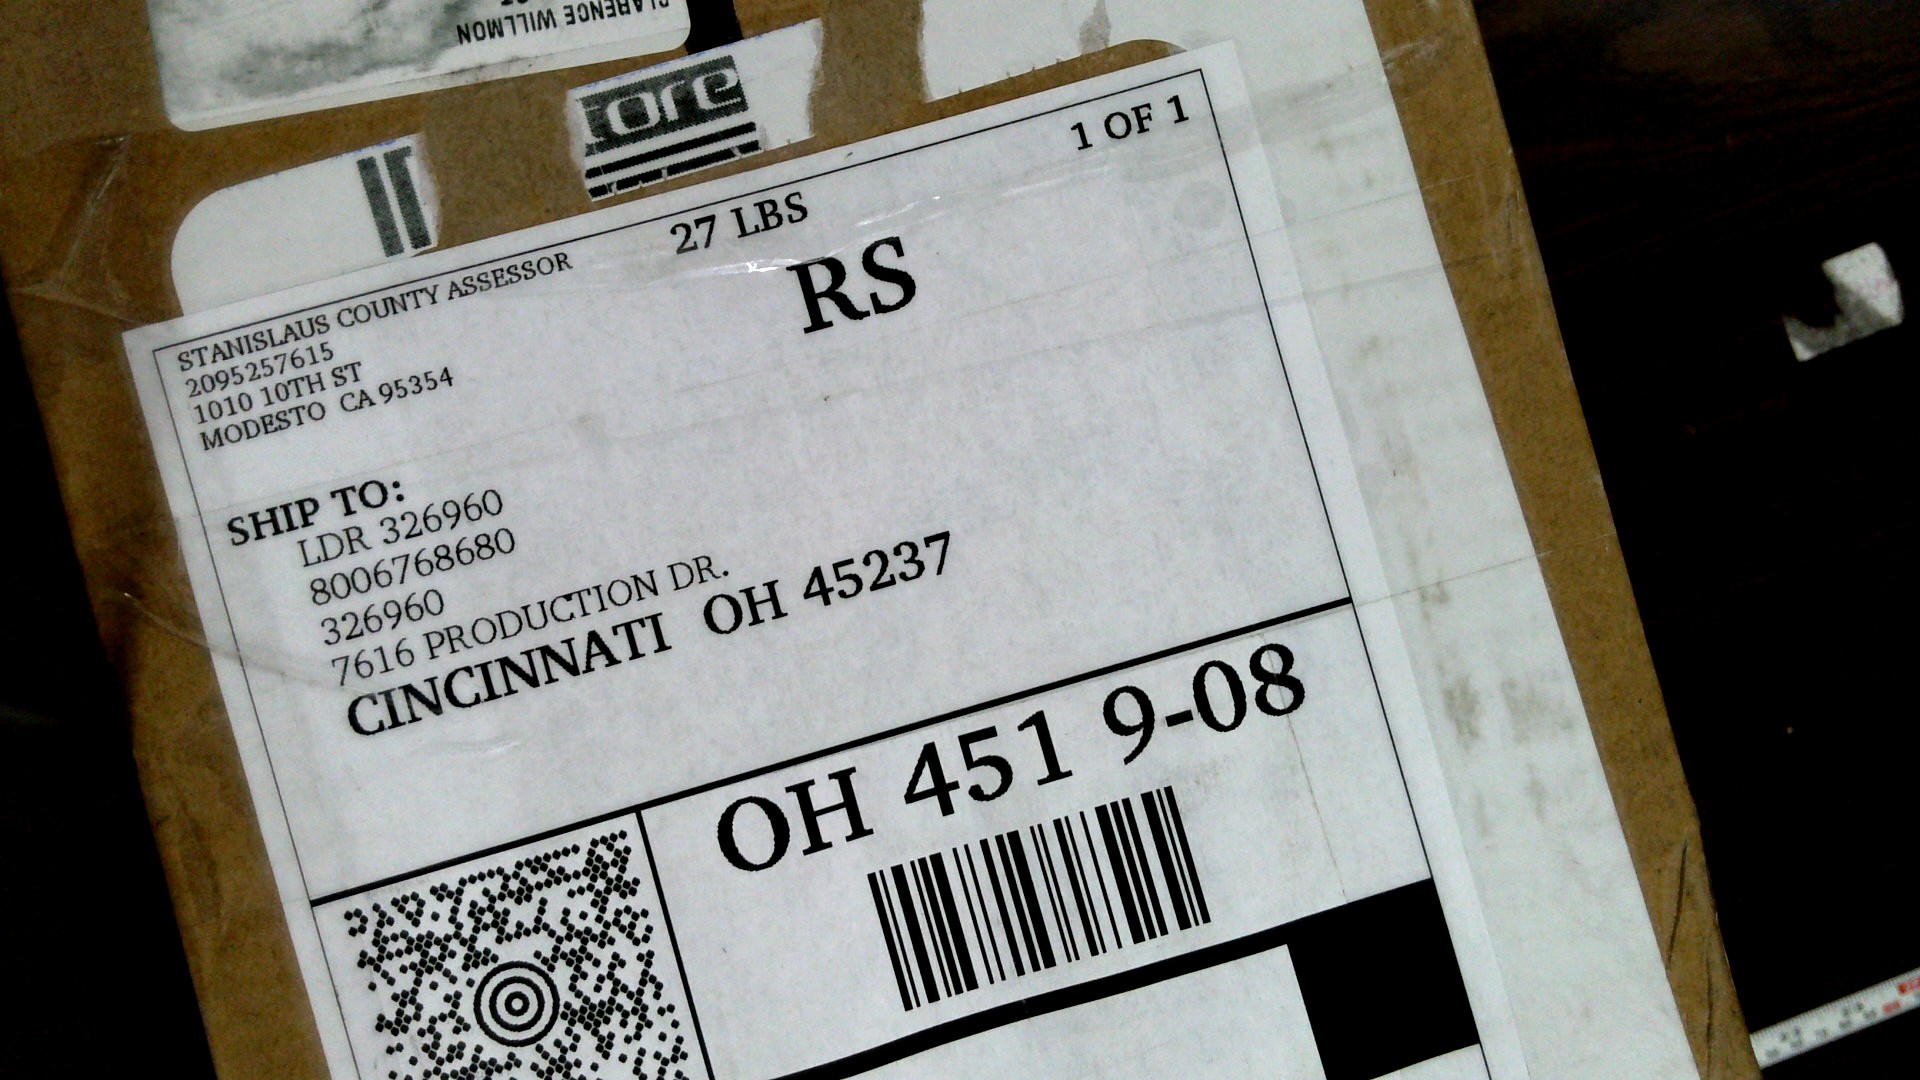 CLARENCE WILLMON
ore
1 OF 1
27 LBS
RS
STANISLAUS COUNTY ASSESSOR
2095257615
1010 10TH ST
MODESTO CA 95354
SHIP TO:
LDR 326960
8006768680
326960
7616 PRODUCTION DR.
CINCINNATI OH 45237
OH 451 9-08